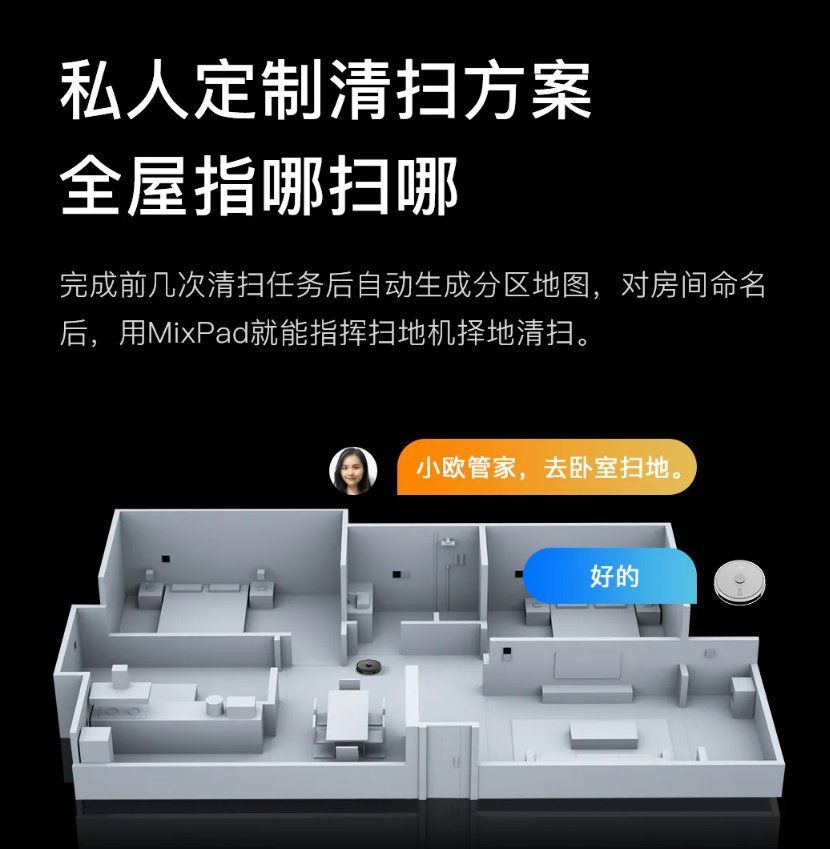 私人定制清扫方案
全屋指哪扫哪
完成前几次清扫任务后自动生成分区地图，对房间命名
后，用MixPad就能指挥扫地机择地清扫。
小欧管家，去卧室扫地。
好的